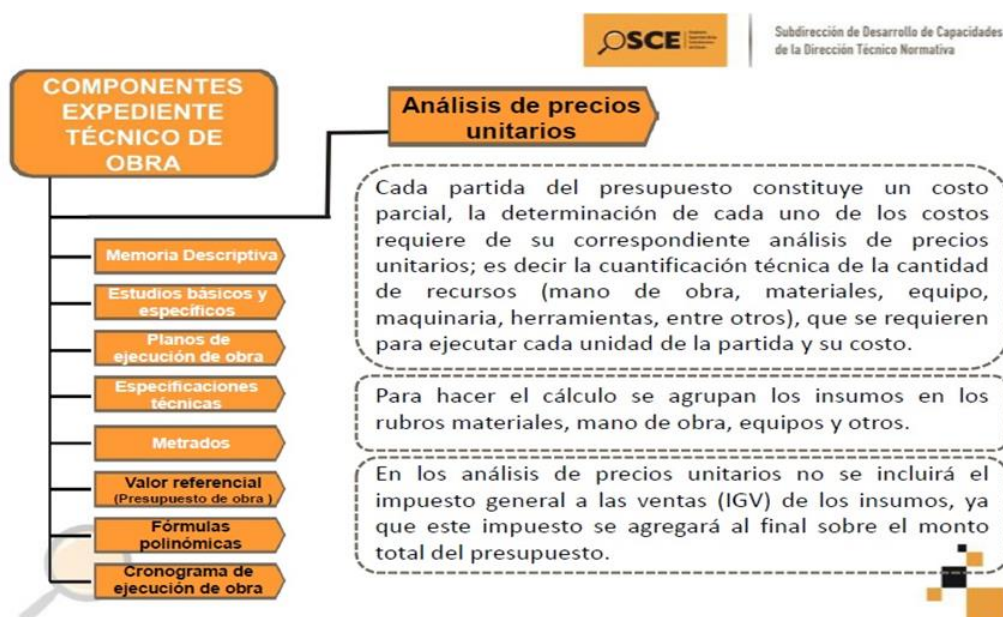 OSCE
Subdirección de Desarrollo de Capacidades
de la Dirección Técnico Normativa
COMPONENTES
EXPEDIENTE
TÉCNICO DE
OBRA
Análisis de precios
unitarios
Memoria Descriptiva
Estudios básicos y
específicos
Planos de
ejecución de obra
Especificaciones
técnicas
Metrados
Valor referencial
(Presupuesto de obra )
Fórmulas
polinómicas
Cronograma de
ejecución de obra
Cada partida del presupuesto constituye un costo
parcial, la determinación de cada uno de los costos
requiere de su correspondiente análisis de precios
unitarios; es decir la cuantificación técnica de la cantidad
de recursos (mano de obra, materiales, equipo,
maquinaria, herramientas, entre otros), que se requieren
para ejecutar cada unidad de la partida y su costo.
Para hacer el cálculo se agrupan los insumos en los
rubros materiales, mano de obra, equipos y otros.
En los análisis de precios unitarios no se incluirá el
impuesto general a las ventas (IGV) de los insumos, ya
que este impuesto se agregará al final sobre el monto
total del presupuesto.